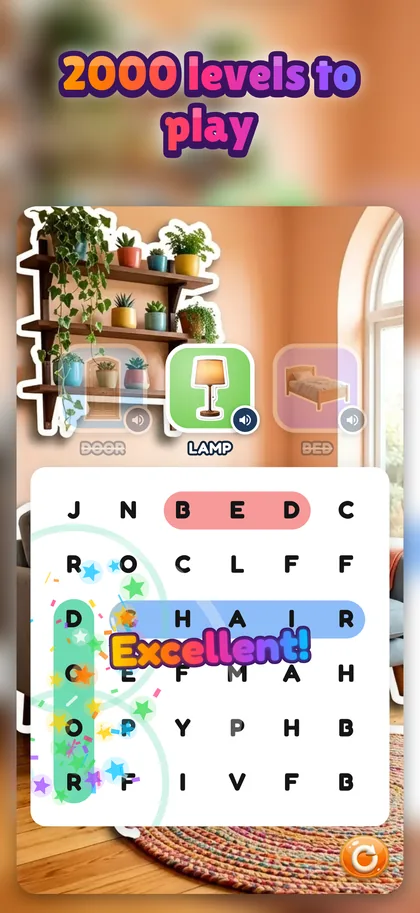 2000 levels to
play
DOOR LAMP BED
J N B E D C
R O C L F F
D C H A I R
O E F M A H
O P Y P H B
R F I V F B
Excellent!